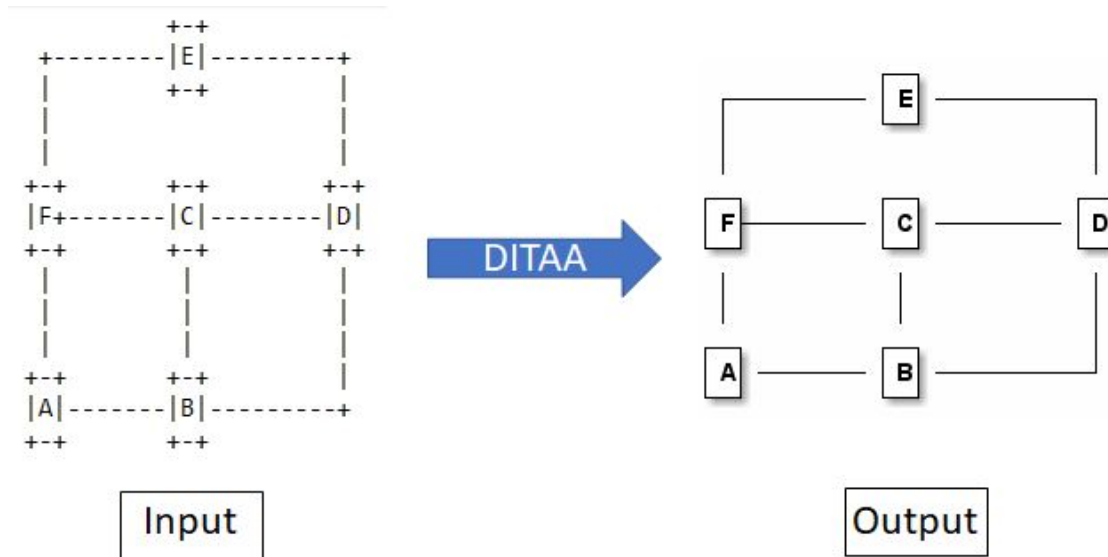 +-+
+--------|E|---------+
| +-+ |
| |
| |
| |
+-+ +-+ +-+
|F+-------|C|--------|D|
+-+ +-+ +-+
| | |
| | |
| | |
| | |
+-+ +-+ |
|A|-------|B|---------+
+-+ +-+
Input
DITAA
E
F C D
A B
Output